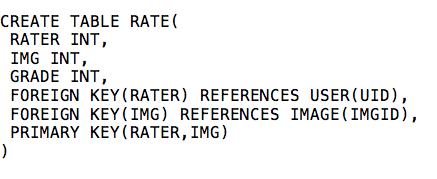 CREATE TABLE RATE(
RATER INT,
IMG INT,
GRADE INT,
FOREIGN KEY(RATER) REFERENCES USER(UID),
FOREIGN KEY(IMG) REFERENCES IMAGE(IMGID),
PRIMARY KEY(RATER,IMG)
)